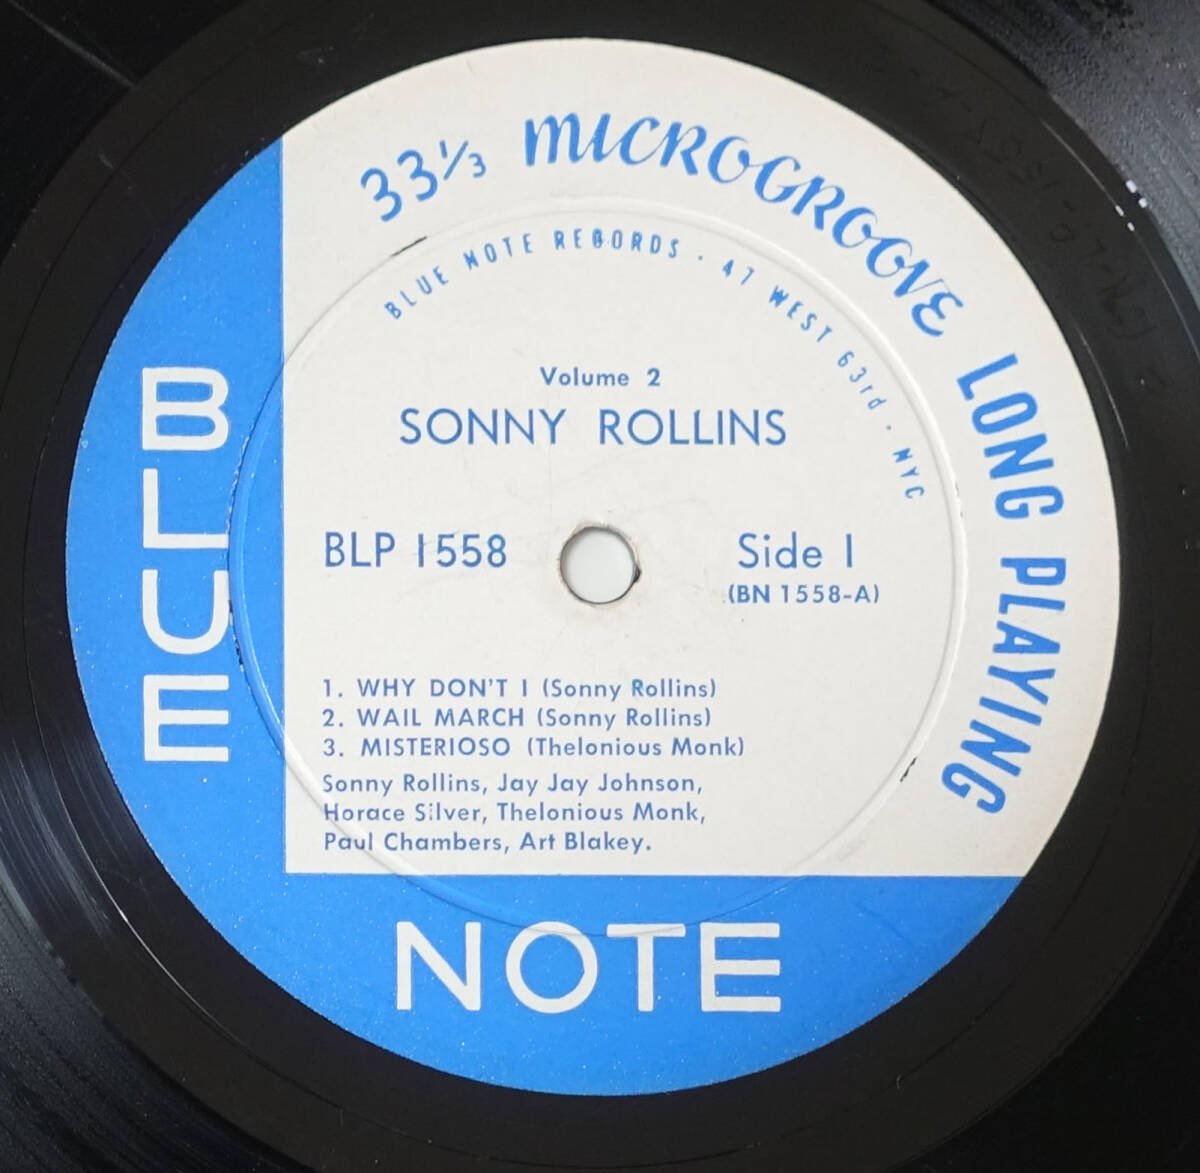 33⅓ MICROGROOVE LONG PLAYING
BLUE NOTE RECORDS · 47 WEST 63rd · NYC
Volume 2
SONNY ROLLINS
BLP 1558
Side 1
(BN 1558-A)
1. WHY DON'T I (Sonny Rollins)
2. WAIL MARCH (Sonny Rollins)
3. MISTERIOSO (Thelonious Monk)
Sonny Rollins, Jay Jay Johnson,
Horace Silver, Thelonious Monk,
Paul Chambers, Art Blakey.
BLUE
NOTE